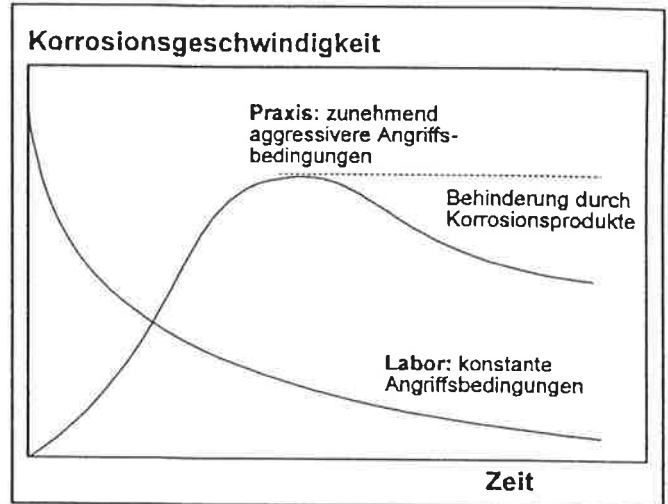 Korrosionsgeschwindigkeit
Praxis: zunehmend
aggressivere Angriffs-
bedingungen
Behinderung durch
Korrosionsprodukte
Labor: konstante
Angriffsbedingungen
Zeit